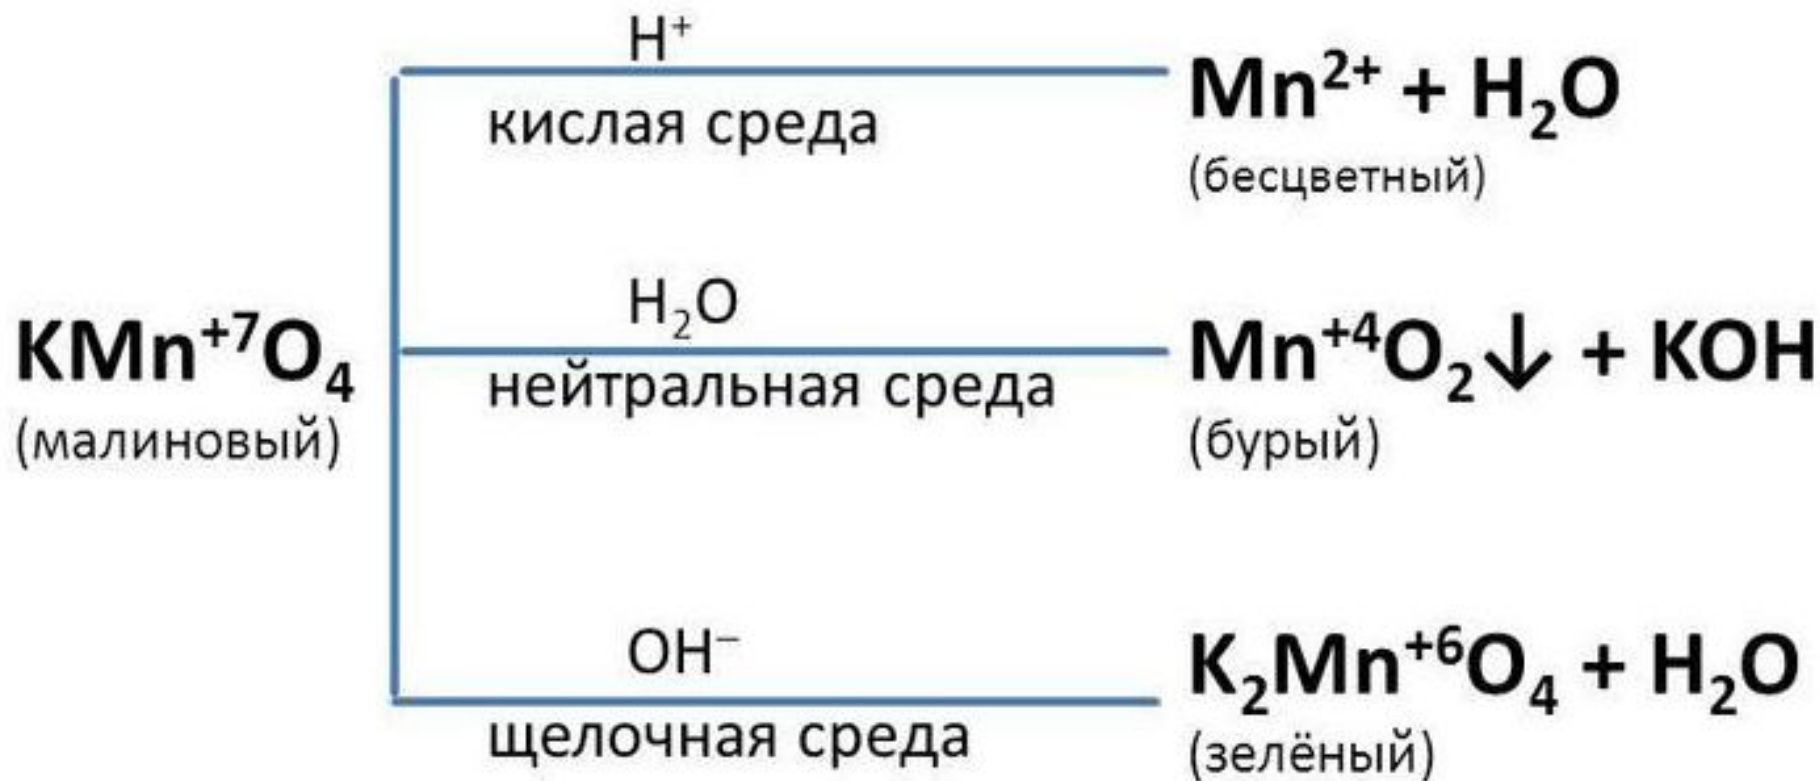 H⁺
кислая среда
Mn²⁺ + H₂O
(бесцветный)
KMn⁺⁷O₄
(малиновый)
H₂O
нейтральная среда
Mn⁺⁴O₂↓ + KOH
(бурый)
OH⁻
щелочная среда
K₂Mn⁺⁶O₄ + H₂O
(зелёный)